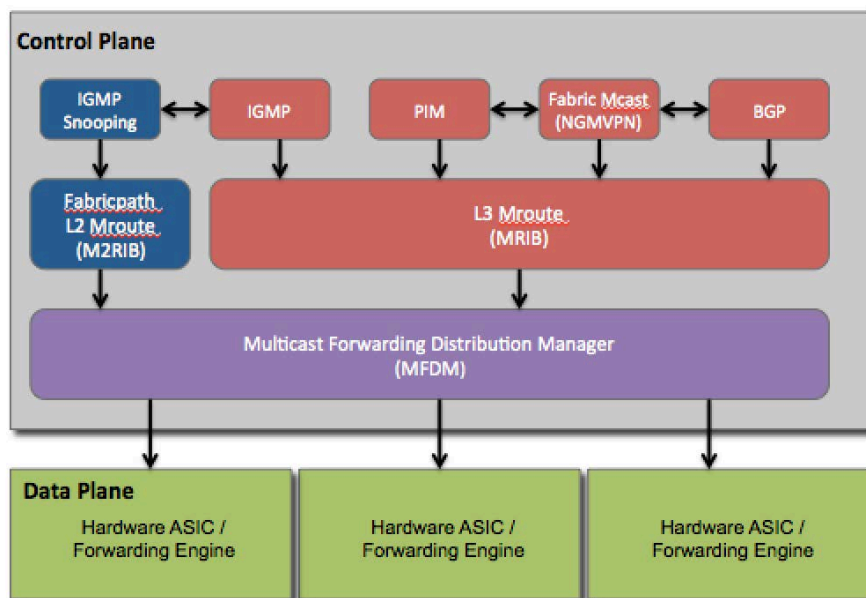 Control Plane
IGMP
Snooping
IGMP
PIM
Fabric Mcast
(NGMVPN)
BGP
Fabricpath
L2 Mroute
(M2RIB)
L3 Mroute
(MRIB)
Multicast Forwarding Distribution Manager
(MFDM)
Data Plane
Hardware ASIC /
Forwarding Engine
Hardware ASIC /
Forwarding Engine
Hardware ASIC /
Forwarding Engine